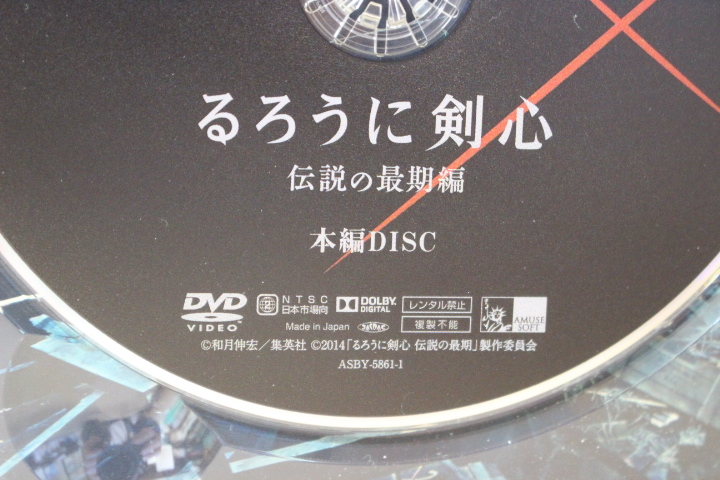 るろうに剣心
伝説の最期編
本編DISC
DVD VIDEO 2 NTSC 日本市場向 DOLBY DIGITAL レンタル禁止 AMUSE SOFT
Made in Japan 複製不能
©和月伸宏／集英社 ©2014「るろうに剣心 伝説の最期」製作委員会
ASBY-5861-1